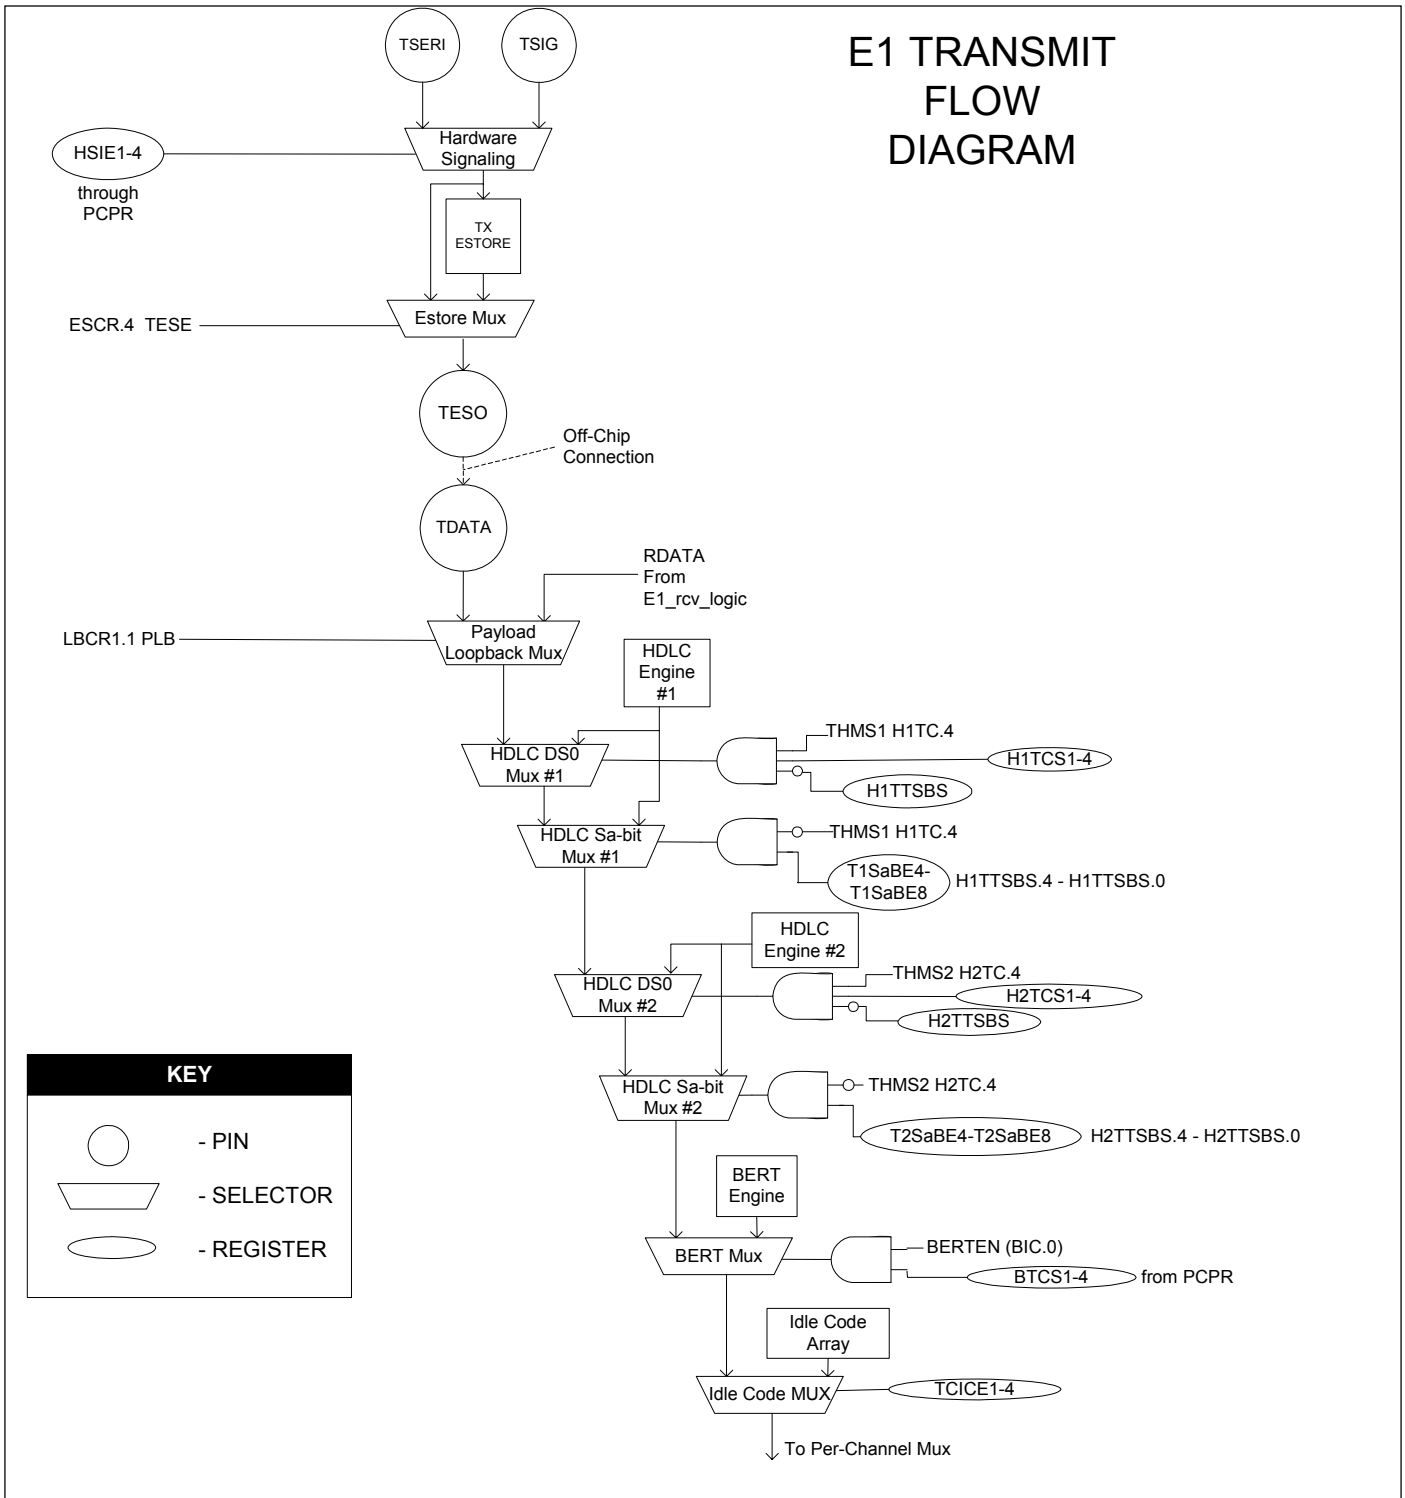 E1 TRANSMIT
FLOW
DIAGRAM
TSERI
TSIG
Hardware
Signaling
HSIE1-4
through
PCPR
TX
ESTORE
ESCR.4 TESE
Estore Mux
TESO
Off-Chip
Connection
TDATA
RDATA
From
E1_rcv_logic
LBCR1.1 PLB
Payload
Loopback Mux
HDLC
Engine
#1
HDLC DS0
Mux #1
THMS1 H1TC.4
H1TCS1-4
H1TTSBS
HDLC Sa-bit
Mux #1
THMS1 H1TC.4
T1SaBE4-
T1SaBE8
H1TTSBS.4 - H1TTSBS.0
HDLC
Engine #2
HDLC DS0
Mux #2
THMS2 H2TC.4
H2TCS1-4
H2TTSBS
HDLC Sa-bit
Mux #2
THMS2 H2TC.4
T2SaBE4-T2SaBE8
H2TTSBS.4 - H2TTSBS.0
BERT
Engine
BERT Mux
BERTEN (BIC.0)
BTCS1-4
from PCPR
Idle Code
Array
Idle Code MUX
TCICE1-4
To Per-Channel Mux
KEY
- PIN
- SELECTOR
- REGISTER